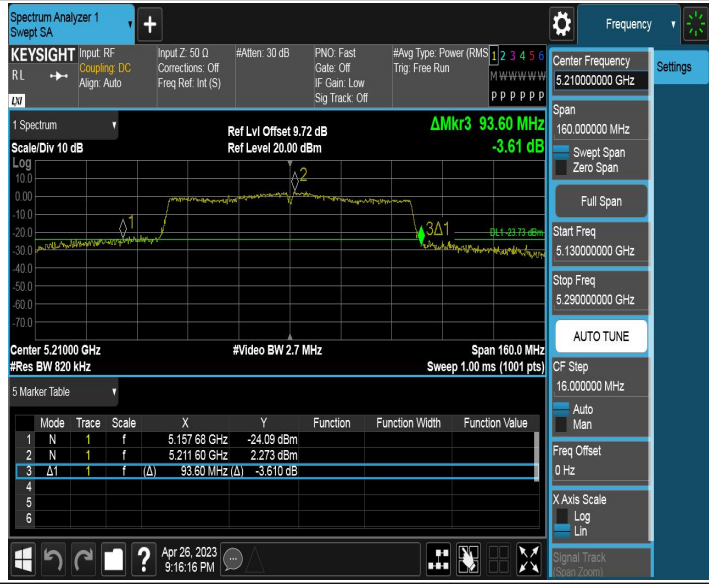 Spectrum Analyzer 1
Swept SA
+
Frequency
KEYSIGHT
RL
LXI
Input: RF
Coupling: DC
Align: Auto
Input Z: 50 Ω
Corrections: Off
Freq Ref: Int (S)
#Atten: 30 dB
PNO: Fast
Gate: Off
IF Gain: Low
Sig Track: Off
#Avg Type: Power (RMS
Trig: Free Run
1 2 3 4 5 6
M W W W W W
P P P P P P
Center Frequency
5.210000000 GHz
Settings
Span
160.000000 MHz
Swept Span
Zero Span
Full Span
Start Freq
5.130000000 GHz
Stop Freq
5.290000000 GHz
AUTO TUNE
CF Step
16.000000 MHz
Auto
Man
Freq Offset
0 Hz
X Axis Scale
Log
Lin
Signal Track
(Span Zoom)
1 Spectrum
Scale/Div 10 dB
Ref Lvl Offset 9.72 dB
Ref Level 20.00 dBm
ΔMkr3 93.60 MHz
-3.61 dB
Log
10.0
0.00
-10.0
-20.0
-30.0
-40.0
-50.0
-60.0
-70.0
1
2
3Δ1
DL1 -23.73 dBm
Center 5.21000 GHz
#Res BW 820 kHz
#Video BW 2.7 MHz
Span 160.0 MHz
Sweep 1.00 ms (1001 pts)
5 Marker Table
Mode Trace Scale X Y Function Function Width Function Value
1 N 1 f 5.157 68 GHz -24.09 dBm
2 N 1 f 5.211 60 GHz 2.273 dBm
3 Δ1 1 f (Δ) 93.60 MHz (Δ) -3.610 dB
4
5
6
?
Apr 26, 2023
9:16:16 PM